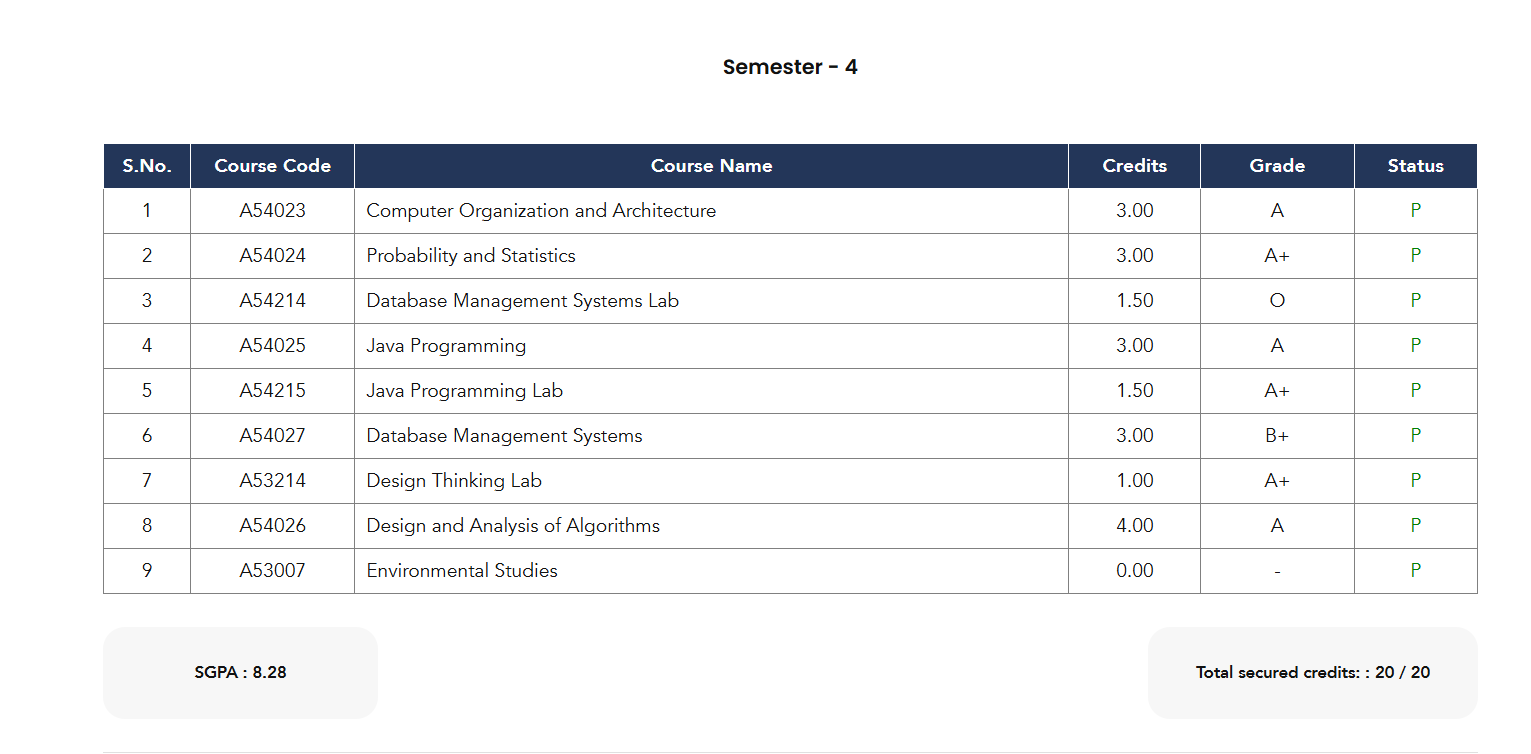 Semester - 4
S.No. Course Code Course Name Credits Grade Status
1 A54023 Computer Organization and Architecture 3.00 A P
2 A54024 Probability and Statistics 3.00 A+ P
3 A54214 Database Management Systems Lab 1.50 O P
4 A54025 Java Programming 3.00 A P
5 A54215 Java Programming Lab 1.50 A+ P
6 A54027 Database Management Systems 3.00 B+ P
7 A53214 Design Thinking Lab 1.00 A+ P
8 A54026 Design and Analysis of Algorithms 4.00 A P
9 A53007 Environmental Studies 0.00 - P
SGPA : 8.28 Total secured credits: : 20 / 20